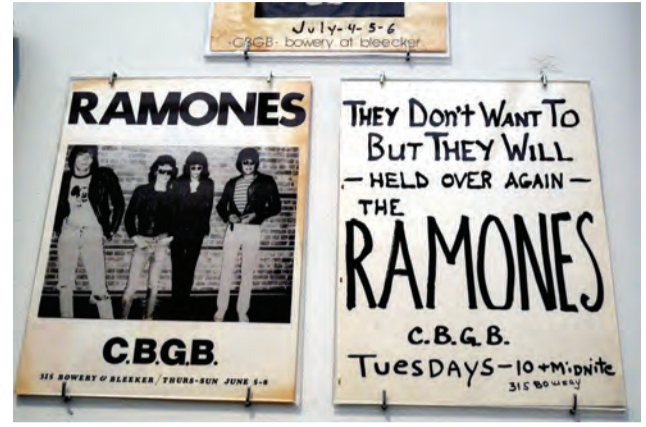 July-4-5-6
·CBGB· bowery at bleecker
RAMONES
C.B.G.B.
315 BOWERY & BLEEKER / THURS-SUN JUNE 5-8
THEY Don't WANT To
BuT THEY WiLL
— HELD OVER AGAIN —
THE
RAMONES
C.B.G.B.
TuESDAYS - 10 + MiDNiTE
315 BOWERY